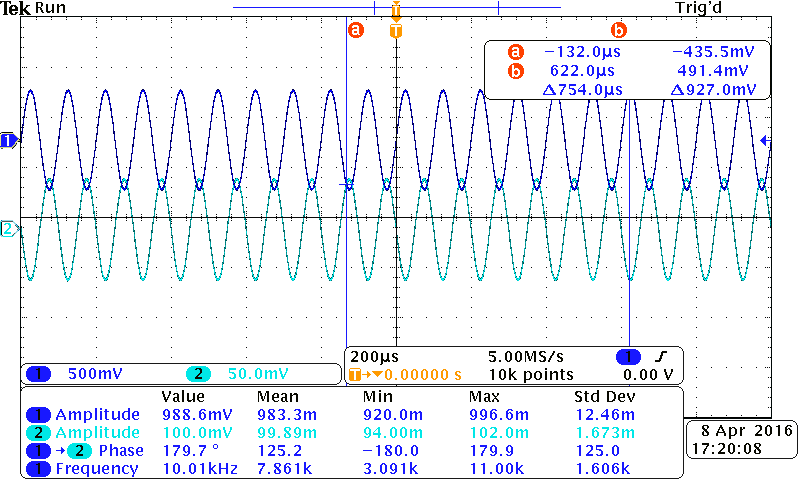 Tek Run Trig'd
a b
T
a −132.0µs −435.5mV
b 622.0µs 491.4mV
Δ754.0µs Δ927.0mV
1
2
1 500mV 2 50.0mV
200µs 5.00MS/s 1
T→▼0.00000 s 10k points 0.00 V
Value Mean Min Max Std Dev
1 Amplitude 988.6mV 983.3m 920.0m 996.6m 12.46m
2 Amplitude 100.0mV 99.89m 94.00m 102.0m 1.673m
1 → 2 Phase 179.7 ° 125.2 −180.0 179.9 125.0
1 Frequency 10.01kHz 7.861k 3.091k 11.00k 1.606k
8 Apr 2016
17:20:08